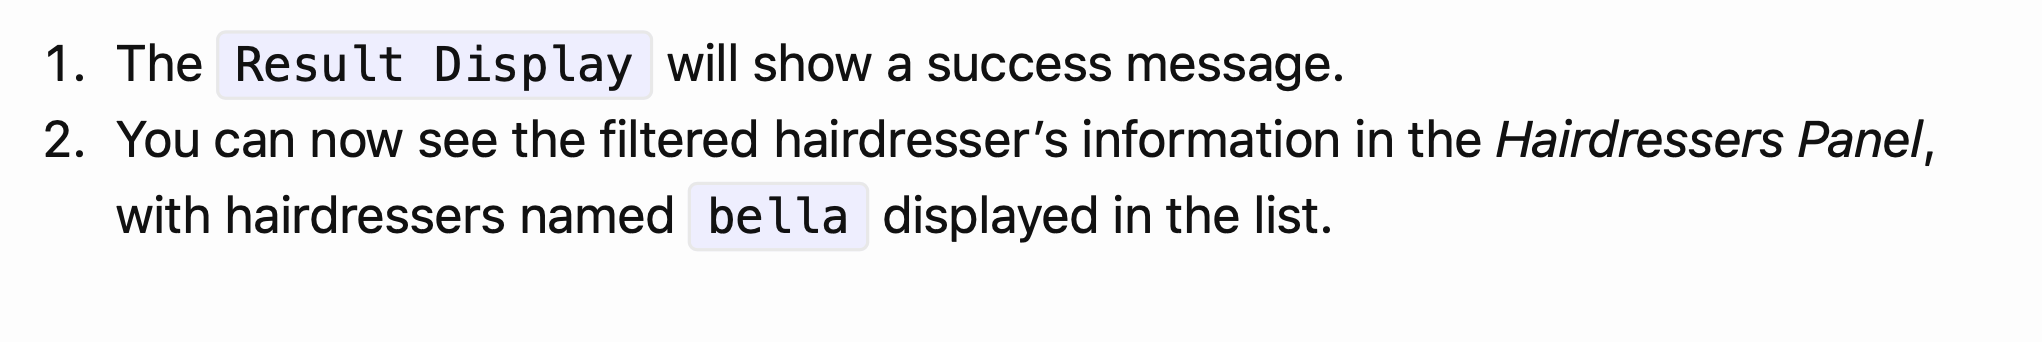 1. The Result Display will show a success message.
2. You can now see the filtered hairdresser’s information in the Hairdressers Panel,
with hairdressers named bella displayed in the list.